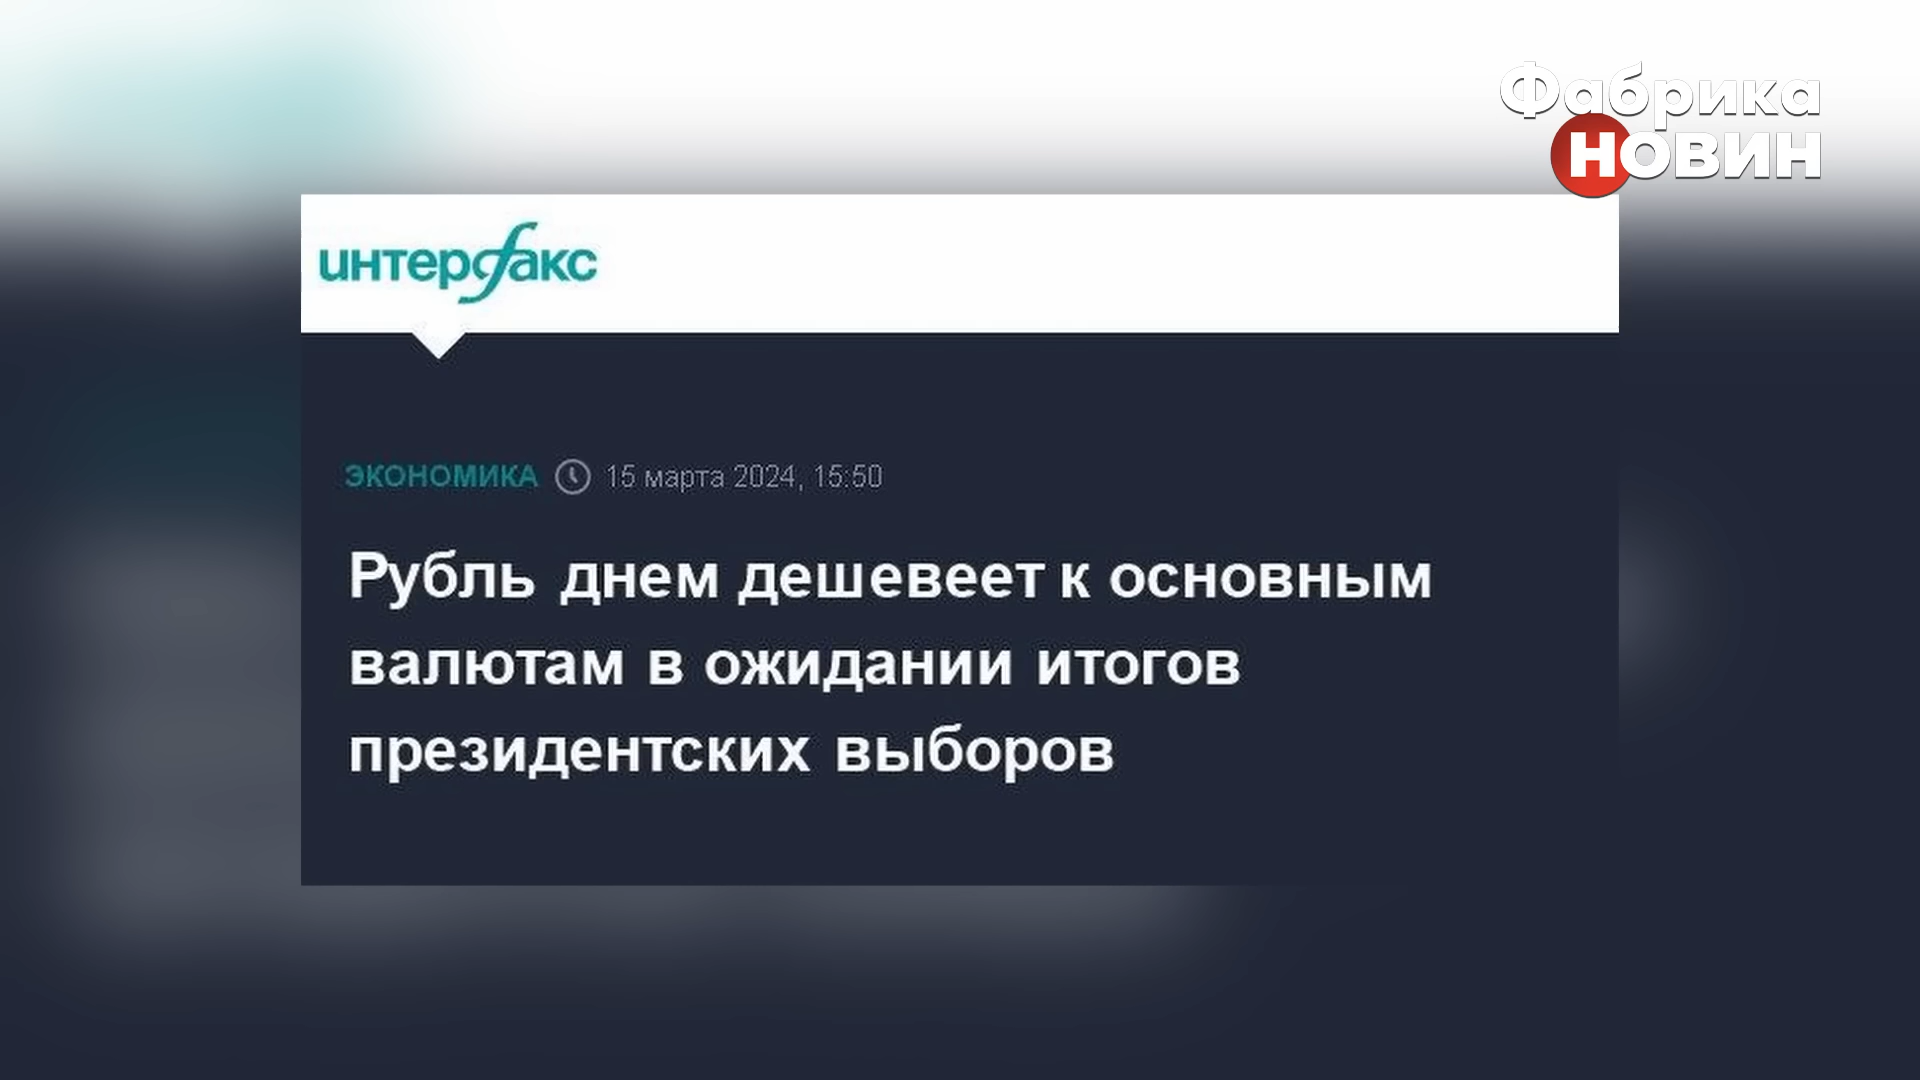 Фабрика
НОВИН
интерфакс
ЭКОНОМИКА 15 марта 2024, 15:50
Рубль днем дешевеет к основным
валютам в ожидании итогов
президентских выборов